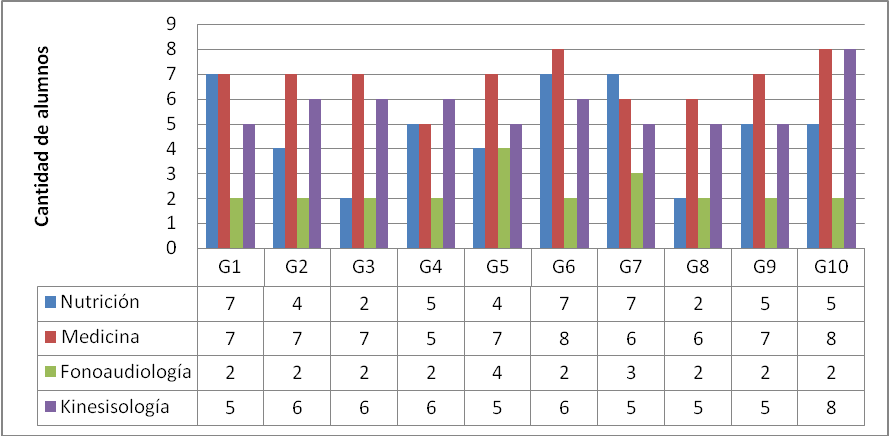 Cantidad de alumnos
9
8
7
6
5
4
3
2
1
0
G1 G2 G3 G4 G5 G6 G7 G8 G9 G10
Nutrición 7 4 2 5 4 7 7 2 5 5
Medicina 7 7 7 5 7 8 6 6 7 8
Fonoaudiología 2 2 2 2 4 2 3 2 2 2
Kinesisología 5 6 6 6 5 6 5 5 5 8